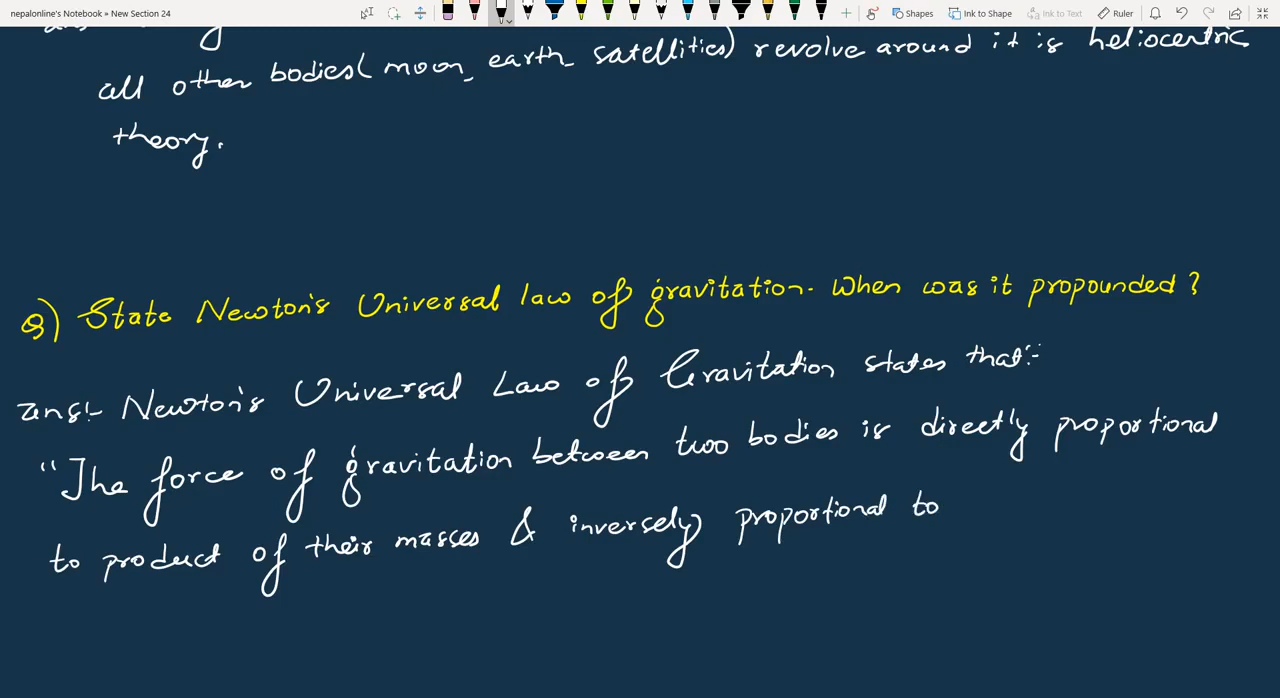 nepalonline's Notebook » New Section 24
Shapes Ink to Shape Ink to Text Ruler
all other bodies( moon, earth satellities) revolve around it is heliocentric
theory.
Q) State Newton's Universal law of gravitation. When was it propounded?
ans:- Newton's Universal Law of Gravitation states that:-
"The force of gravitation between two bodies is directly proportional
to product of their masses & inversely proportional to